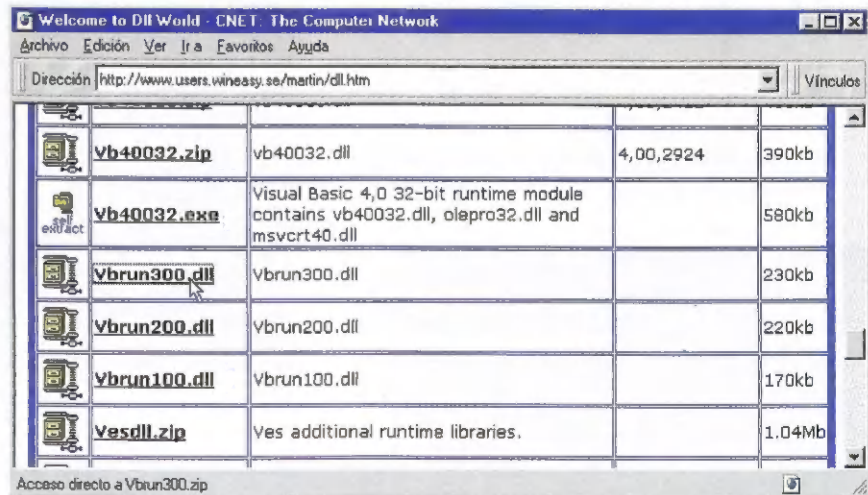 Welcome to Dll World - CNET: The Computer Network
Archivo Edición Ver Ir a Favoritos Ayuda
Dirección http://www.users.wineasy.se/martin/dll.htm Vínculos
Vb40032.zip vb40032.dll 4,00,2924 390kb
self extract
Vb40032.exe Visual Basic 4,0 32-bit runtime module
contains vb40032.dll, olepro32.dll and
msvcrt40.dll 580kb
Vbrun300.dll Vbrun300.dll 230kb
Vbrun200.dll Vbrun200.dll 220kb
Vbrun100.dll Vbrun100.dll 170kb
Vesdll.zip Ves additional runtime libraries. 1.04Mb
Acceso directo a Vbrun300.zip